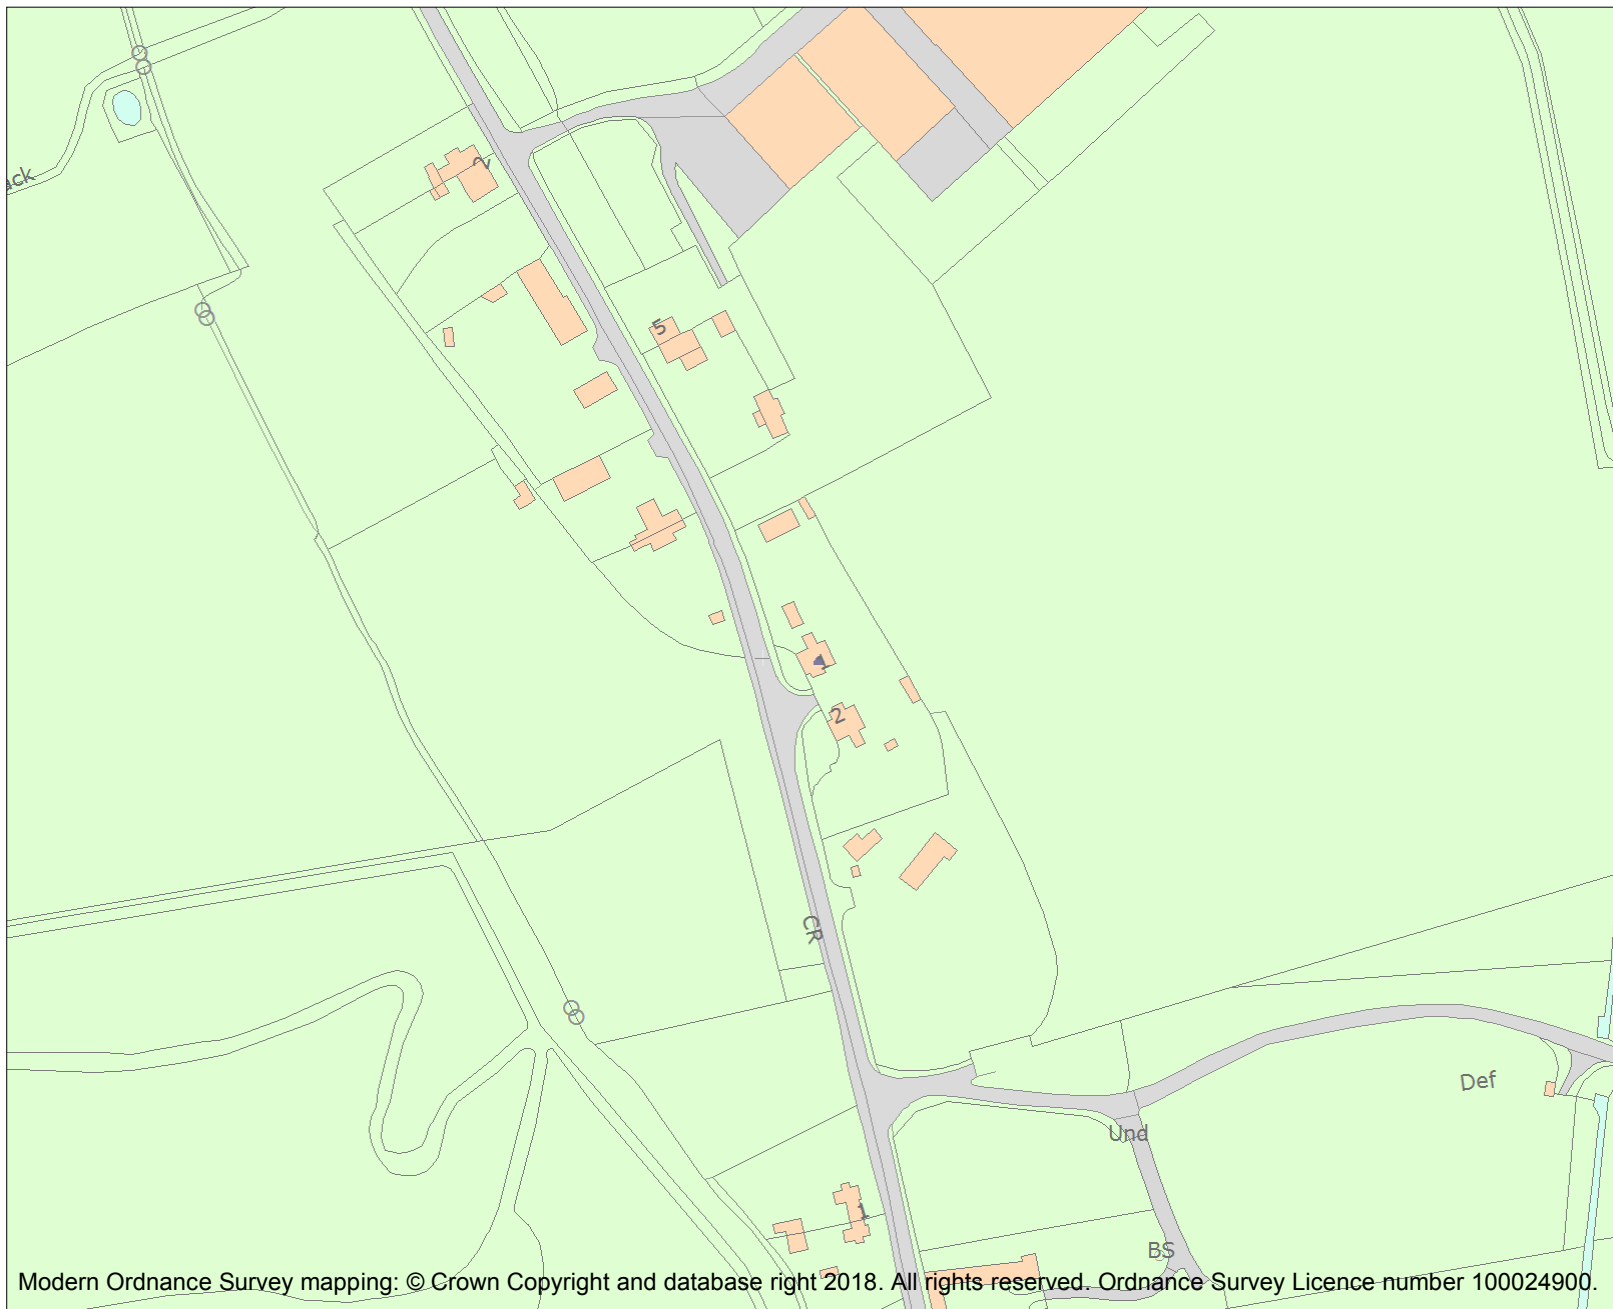 ack
2
5
1
2
CR
Def
Und
1
BS
Modern Ordnance Survey mapping: © Crown Copyright and database right 2018. All rights reserved. Ordnance Survey Licence number 100024900.